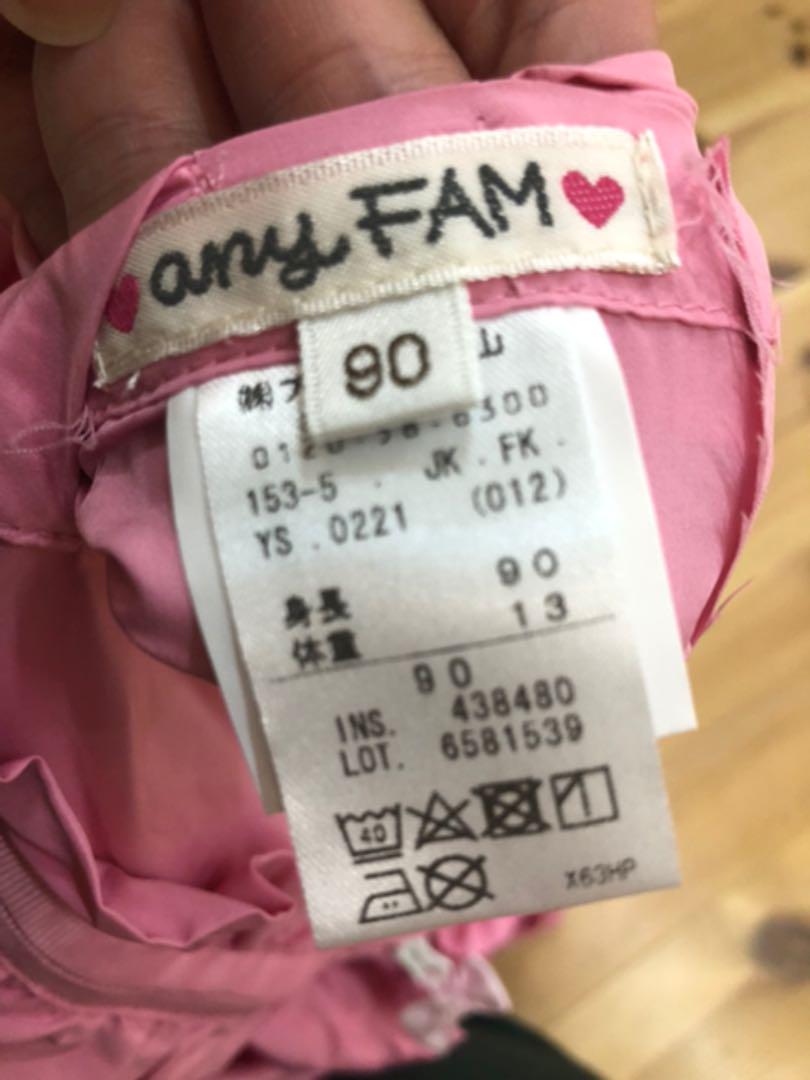 any FAM
90
153-5 . JK . FK .
YS .0221 (012)
身長 90
体重 13
90
INS. 438480
LOT. 6581539
40
X63HP